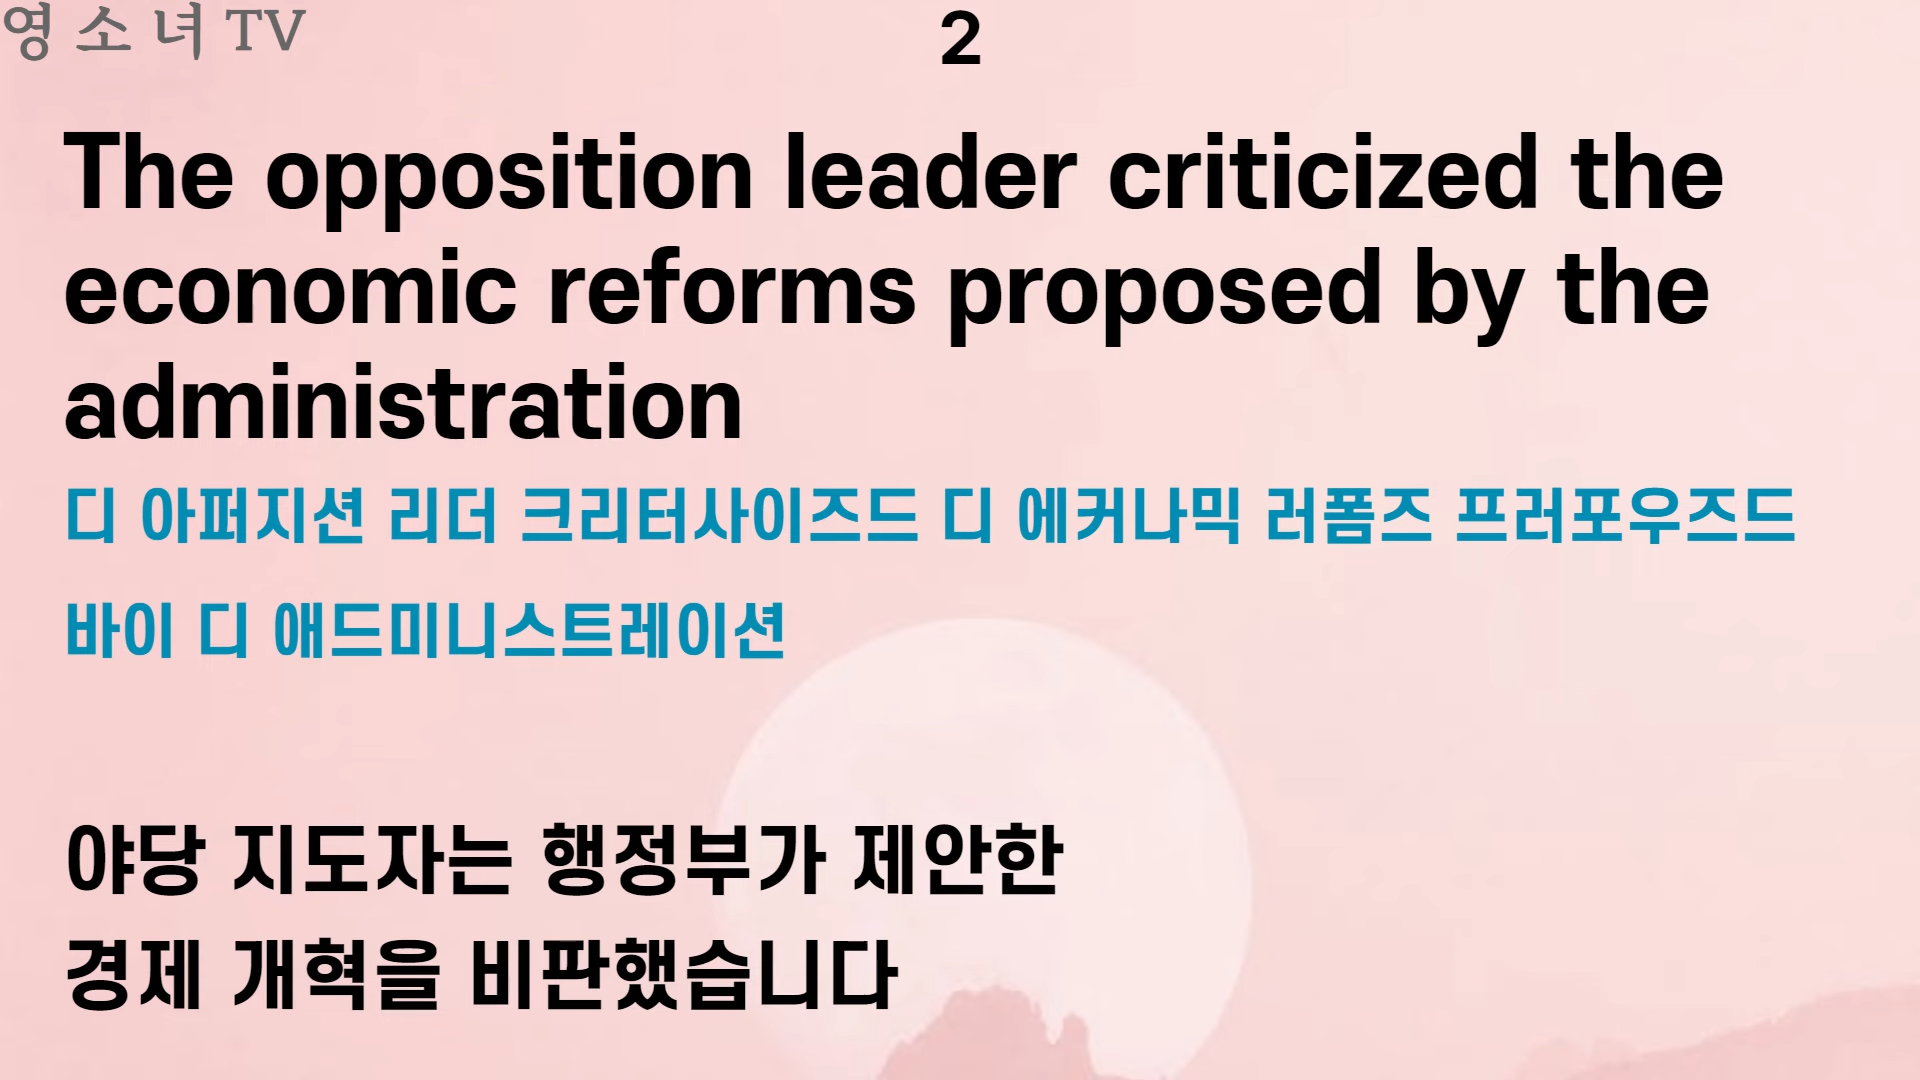 영소녀TV
2
The opposition leader criticized the
economic reforms proposed by the
administration
디 아퍼지션 리더 크리터사이즈드 디 에커나믹 러폼즈 프러포우즈드
바이 디 애드미니스트레이션
야당 지도자는 행정부가 제안한
경제 개혁을 비판했습니다